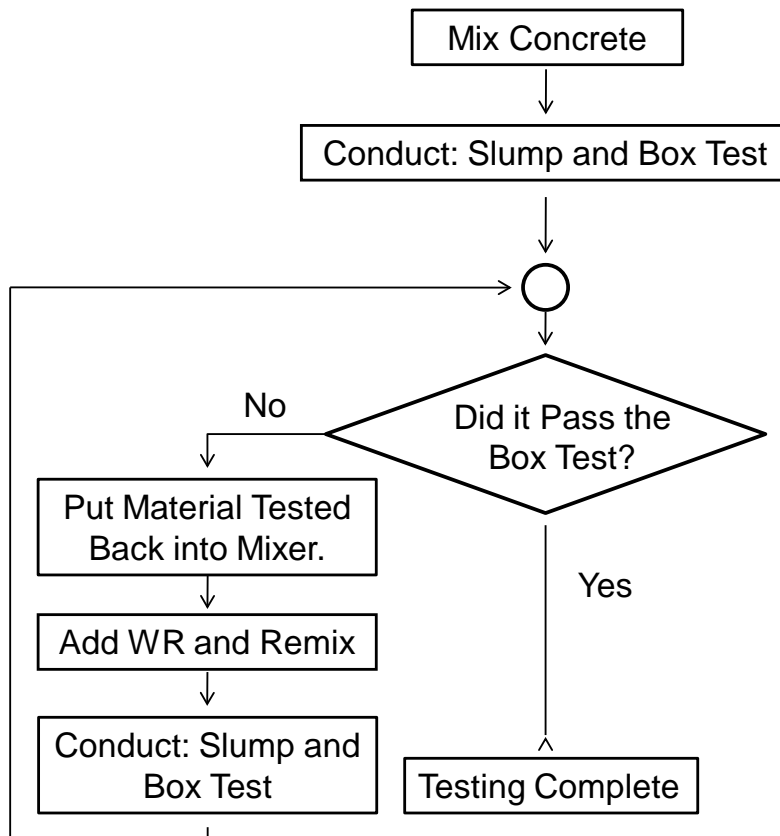 Mix Concrete
Conduct: Slump and Box Test
Did it Pass the
Box Test?
No
Yes
Put Material Tested
Back into Mixer.
Add WR and Remix
Conduct: Slump and
Box Test
Testing Complete